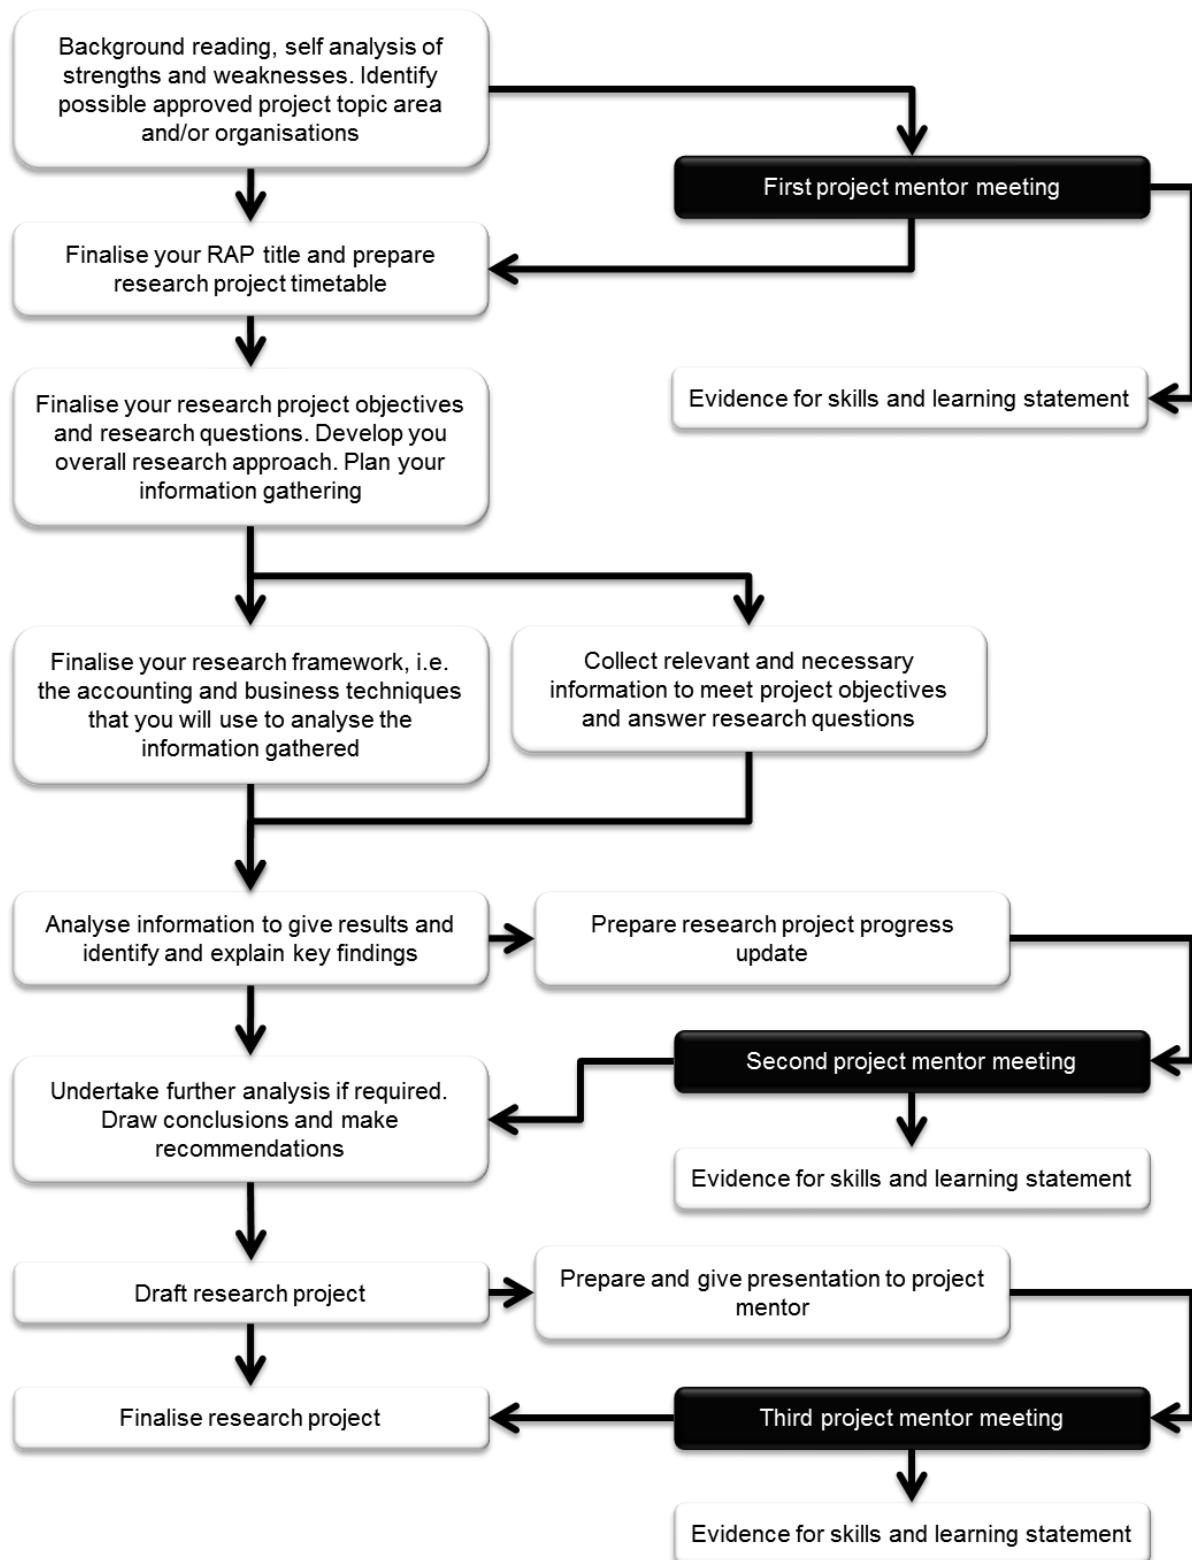 Background reading, self analysis of
strengths and weaknesses. Identify
possible approved project topic area
and/or organisations
First project mentor meeting
Finalise your RAP title and prepare
research project timetable
Evidence for skills and learning statement
Finalise your research project objectives
and research questions. Develop you
overall research approach. Plan your
information gathering
Finalise your research framework, i.e.
the accounting and business techniques
that you will use to analyse the
information gathered
Collect relevant and necessary
information to meet project objectives
and answer research questions
Analyse information to give results and
identify and explain key findings
Prepare research project progress
update
Second project mentor meeting
Undertake further analysis if required.
Draw conclusions and make
recommendations
Evidence for skills and learning statement
Draft research project
Prepare and give presentation to project
mentor
Finalise research project
Third project mentor meeting
Evidence for skills and learning statement